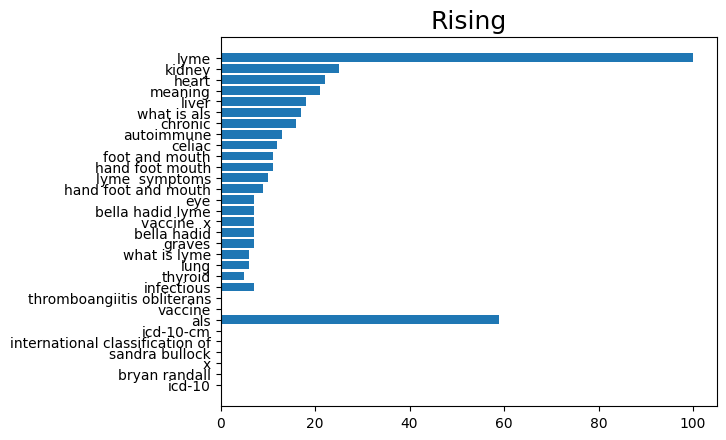 Rising
lyme
kidney
heart
meaning
liver
what is als
chronic
autoimmune
celiac
foot and mouth
hand foot mouth
lyme  symptoms
hand foot and mouth
eye
bella hadid lyme
vaccine  x
bella hadid
graves
what is lyme
lung
thyroid
infectious
thromboangiitis obliterans
vaccine
als
icd-10-cm
international classification of
sandra bullock
x
bryan randall
icd-10
0 20 40 60 80 100